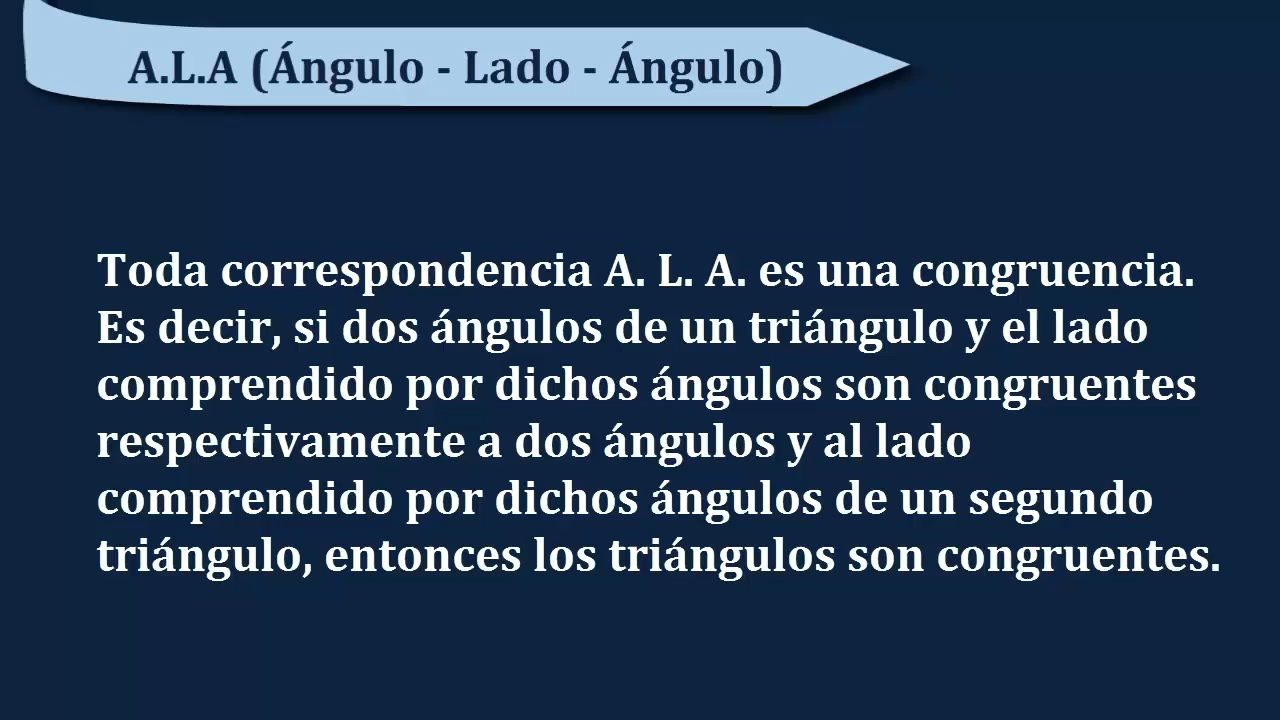 A.L.A (Ángulo - Lado - Ángulo)
Toda correspondencia A. L. A. es una congruencia.
Es decir, si dos ángulos de un triángulo y el lado
comprendido por dichos ángulos son congruentes
respectivamente a dos ángulos y al lado
comprendido por dichos ángulos de un segundo
triángulo, entonces los triángulos son congruentes.